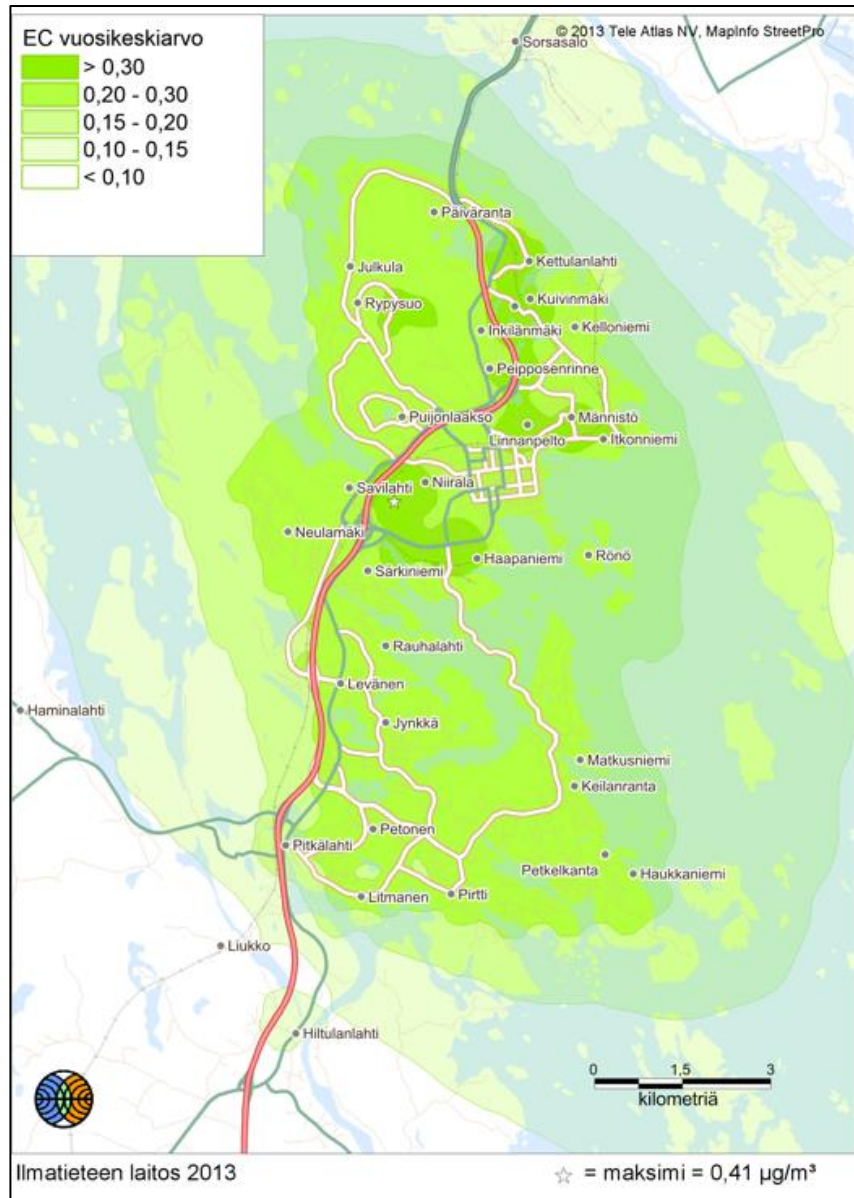 © 2013 Tele Atlas NV, MapInfo StreetPro
EC vuosikeskiarvo
> 0,30
0,20 - 0,30
0,15 - 0,20
0,10 - 0,15
< 0,10
Sorsasalo
Päiväranta
Kettulanlahti
Julkula
Kuivinmäki
Rypysuo
Kelloniemi
Inkilänmäki
Peipposenrinne
Puijonlaakso
Männistö
Linnanpelto
Itkonniemi
Niirala
Savilahti
Neulamäki
Haapaniemi
Rönö
Särkiniemi
Rauhalahti
Levänen
Haminalahti
Jynkkä
Matkusniemi
Keilanranta
Petonen
Pitkälahti
Petkelkanta
Haukkaniemi
Litmanen
Pirtti
Liukko
Hiltulanlahti
0 1,5 3
kilometriä
Ilmatieteen laitos 2013
= maksimi = 0,41 µg/m³